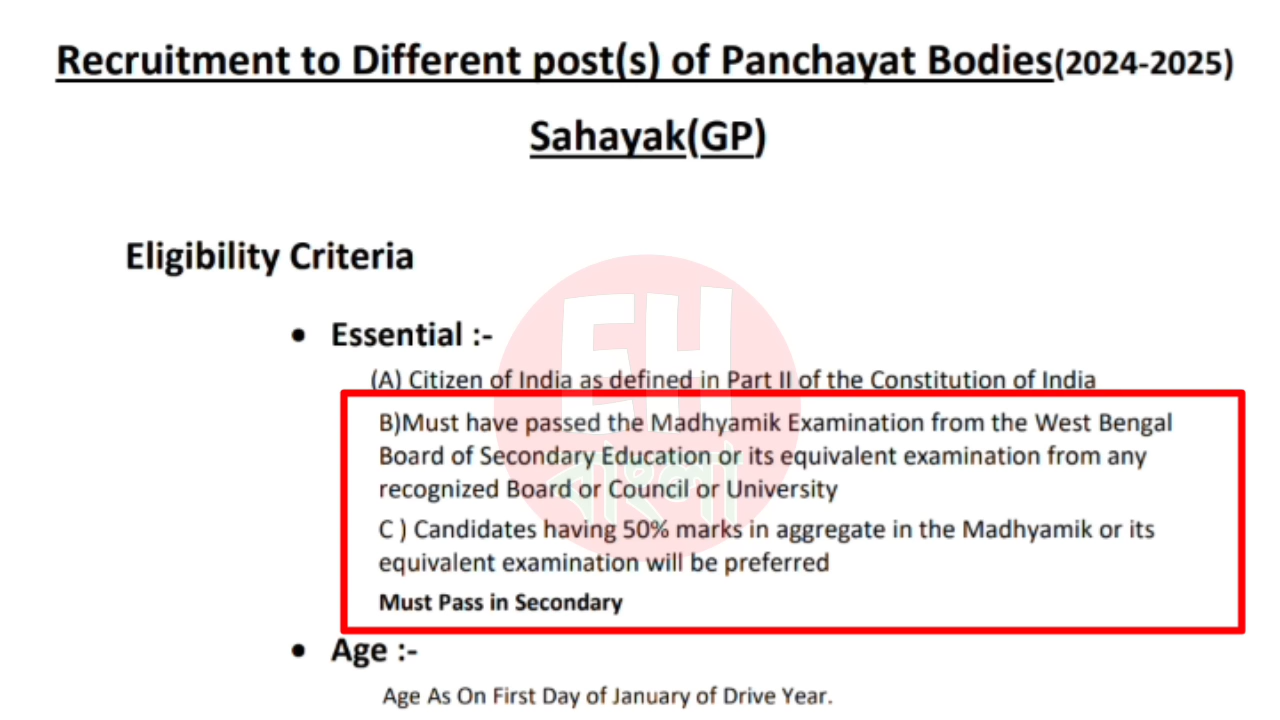 Recruitment to Different post(s) of Panchayat Bodies(2024-2025)
Sahayak(GP)
Eligibility Criteria
• Essential :-
(A) Citizen of India as defined in Part II of the Constitution of India
B)Must have passed the Madhyamik Examination from the West Bengal
Board of Secondary Education or its equivalent examination from any
recognized Board or Council or University
C ) Candidates having 50% marks in aggregate in the Madhyamik or its
equivalent examination will be preferred
Must Pass in Secondary
• Age :-
Age As On First Day of January of Drive Year.
EH
বাংলা